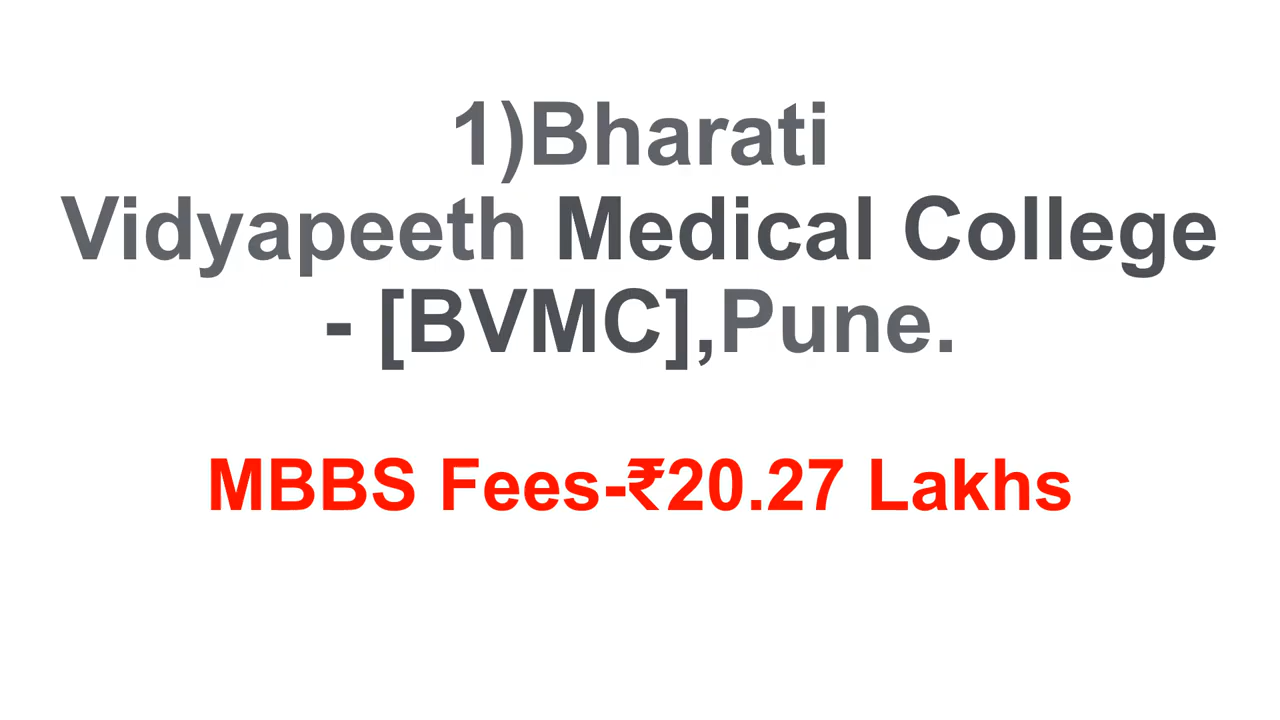 1)Bharati
Vidyapeeth Medical College
- [BVMC],Pune.
MBBS Fees-₹20.27 Lakhs